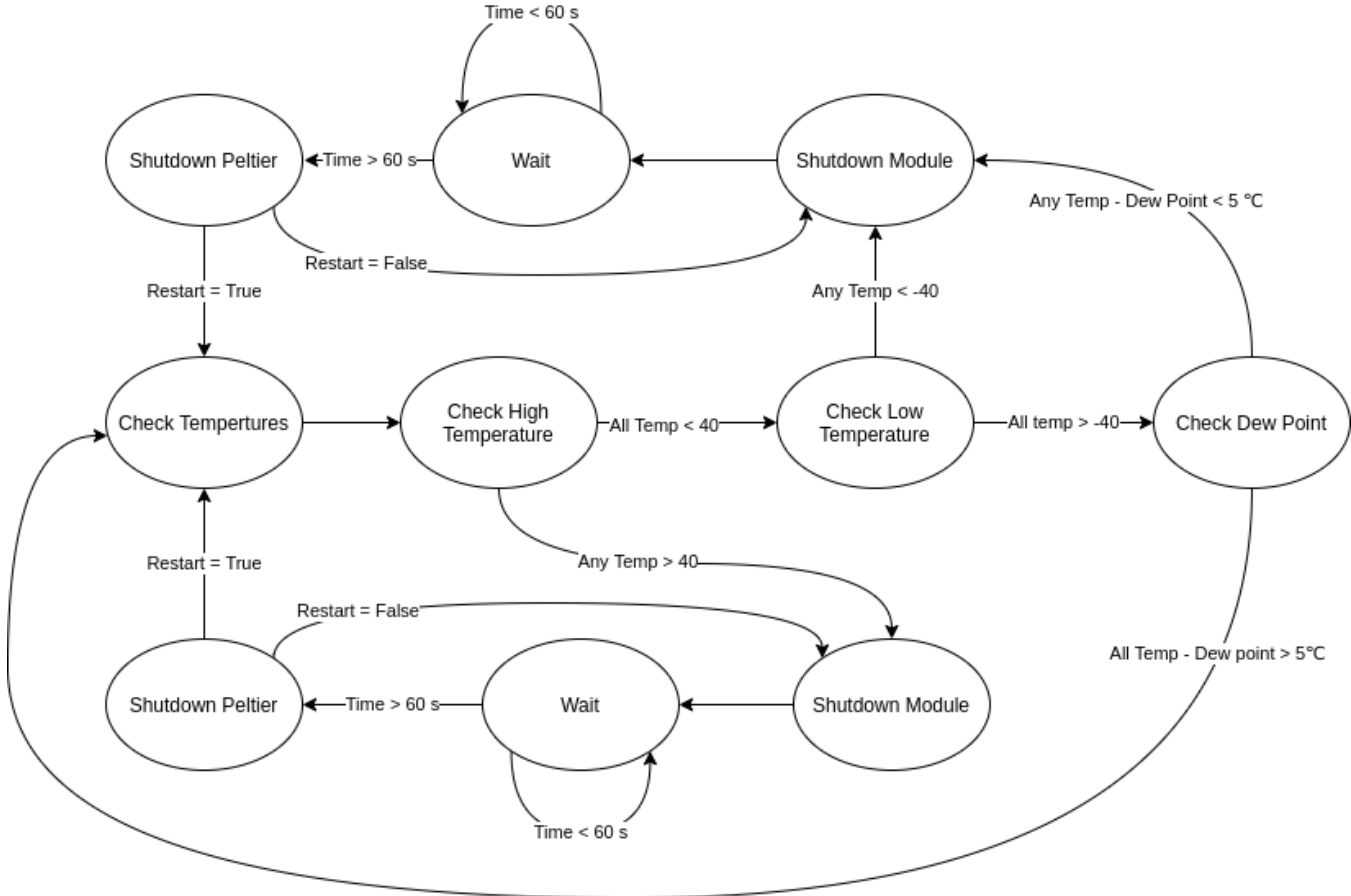 Time < 60 s
Shutdown Peltier
Time > 60 s
Wait
Shutdown Module
Any Temp - Dew Point < 5 ℃
Restart = False
Restart = True
Any Temp < -40
Check Tempertures
Check High
Temperature
All Temp < 40
Check Low
Temperature
All temp > -40
Check Dew Point
Restart = True
Any Temp > 40
Restart = False
All Temp - Dew point > 5℃
Shutdown Peltier
Time > 60 s
Wait
Shutdown Module
Time < 60 s